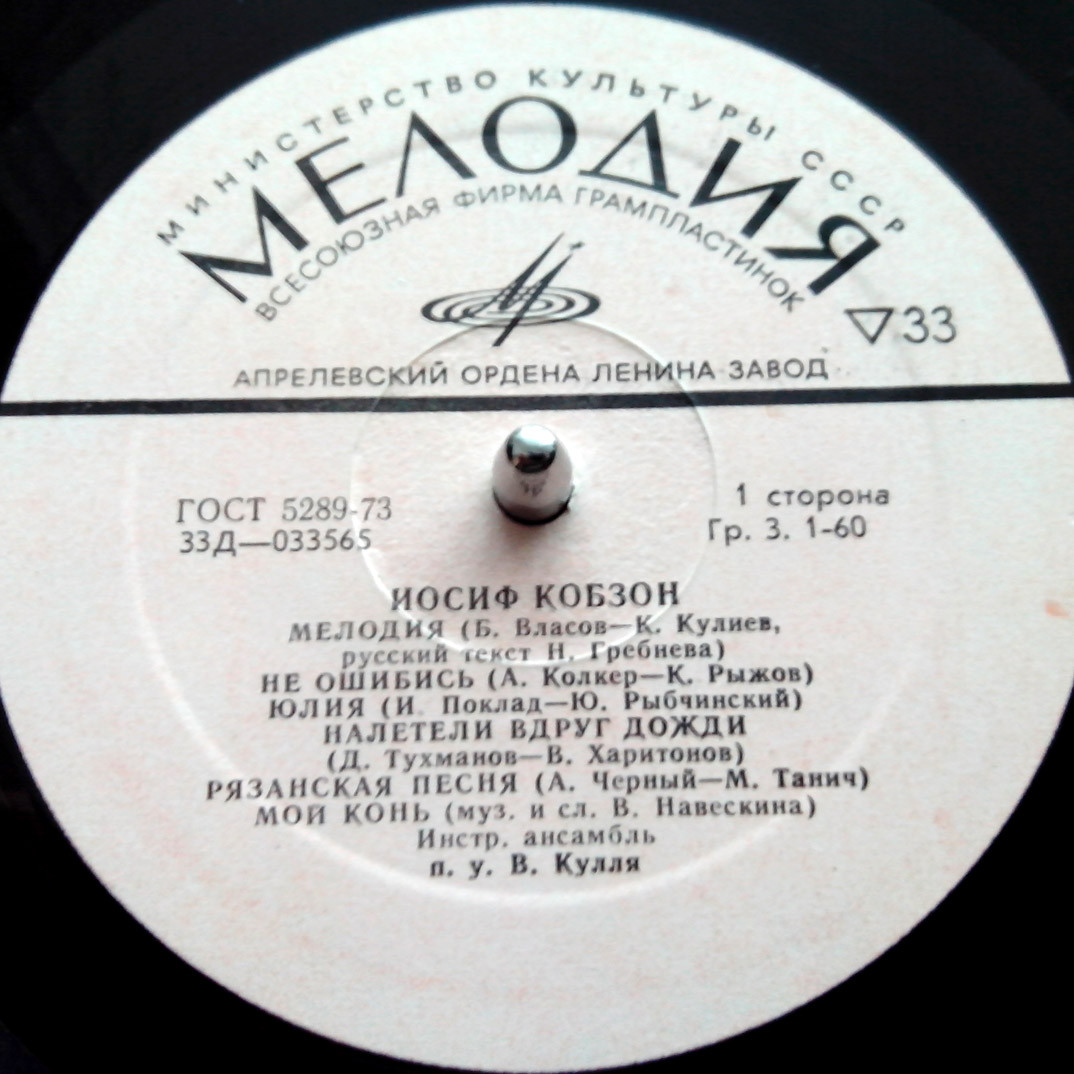 МИНИСТЕРСТВО КУЛЬТУРЫ СССР
МЕЛОДИЯ
ВСЕСОЮЗНАЯ ФИРМА ГРАМПЛАСТИНОК
▽33
АПРЕЛЕВСКИЙ ОРДЕНА ЛЕНИНА ЗАВОД
ГОСТ 5289-73
33Д—033565
1 сторона
Гр. 3. 1-60
ИОСИФ КОБЗОН
МЕЛОДИЯ (Б. Власов—К. Кулиев,
русский текст Н. Гребнева)
НЕ ОШИБИСЬ (А. Колкер—К. Рыжов)
ЮЛИЯ (И. Поклад—Ю. Рыбчинский)
НАЛЕТЕЛИ ВДРУГ ДОЖДИ
(Д. Тухманов—В. Харитонов)
РЯЗАНСКАЯ ПЕСНЯ (А. Черный—М. Танич)
МОЙ КОНЬ (муз. и сл. В. Навескина)
Инстр. ансамбль
п. у. В. Кулля